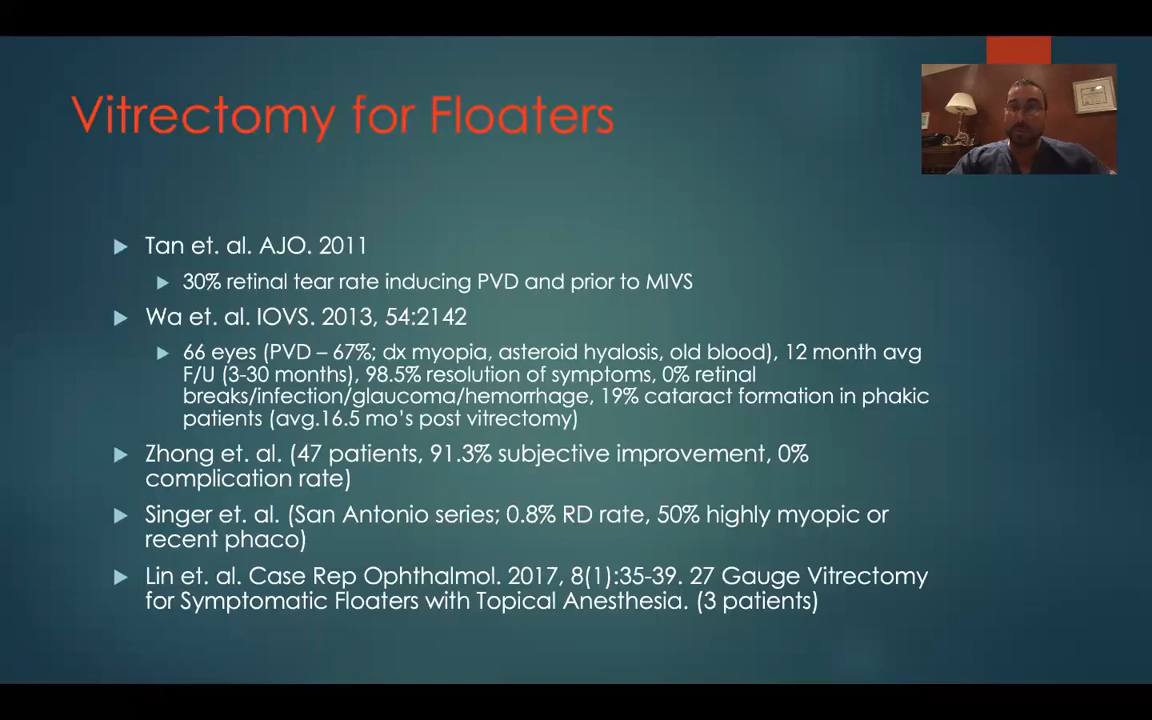 Vitrectomy for Floaters
Tan et. al. AJO. 2011
30% retinal tear rate inducing PVD and prior to MIVS
Wa et. al. IOVS. 2013, 54:2142
66 eyes (PVD – 67%; dx myopia, asteroid hyalosis, old blood), 12 month avg
F/U (3-30 months), 98.5% resolution of symptoms, 0% retinal
breaks/infection/glaucoma/hemorrhage, 19% cataract formation in phakic
patients (avg.16.5 mo’s post vitrectomy)
Zhong et. al. (47 patients, 91.3% subjective improvement, 0%
complication rate)
Singer et. al. (San Antonio series; 0.8% RD rate, 50% highly myopic or
recent phaco)
Lin et. al. Case Rep Ophthalmol. 2017, 8(1):35-39. 27 Gauge Vitrectomy
for Symptomatic Floaters with Topical Anesthesia. (3 patients)